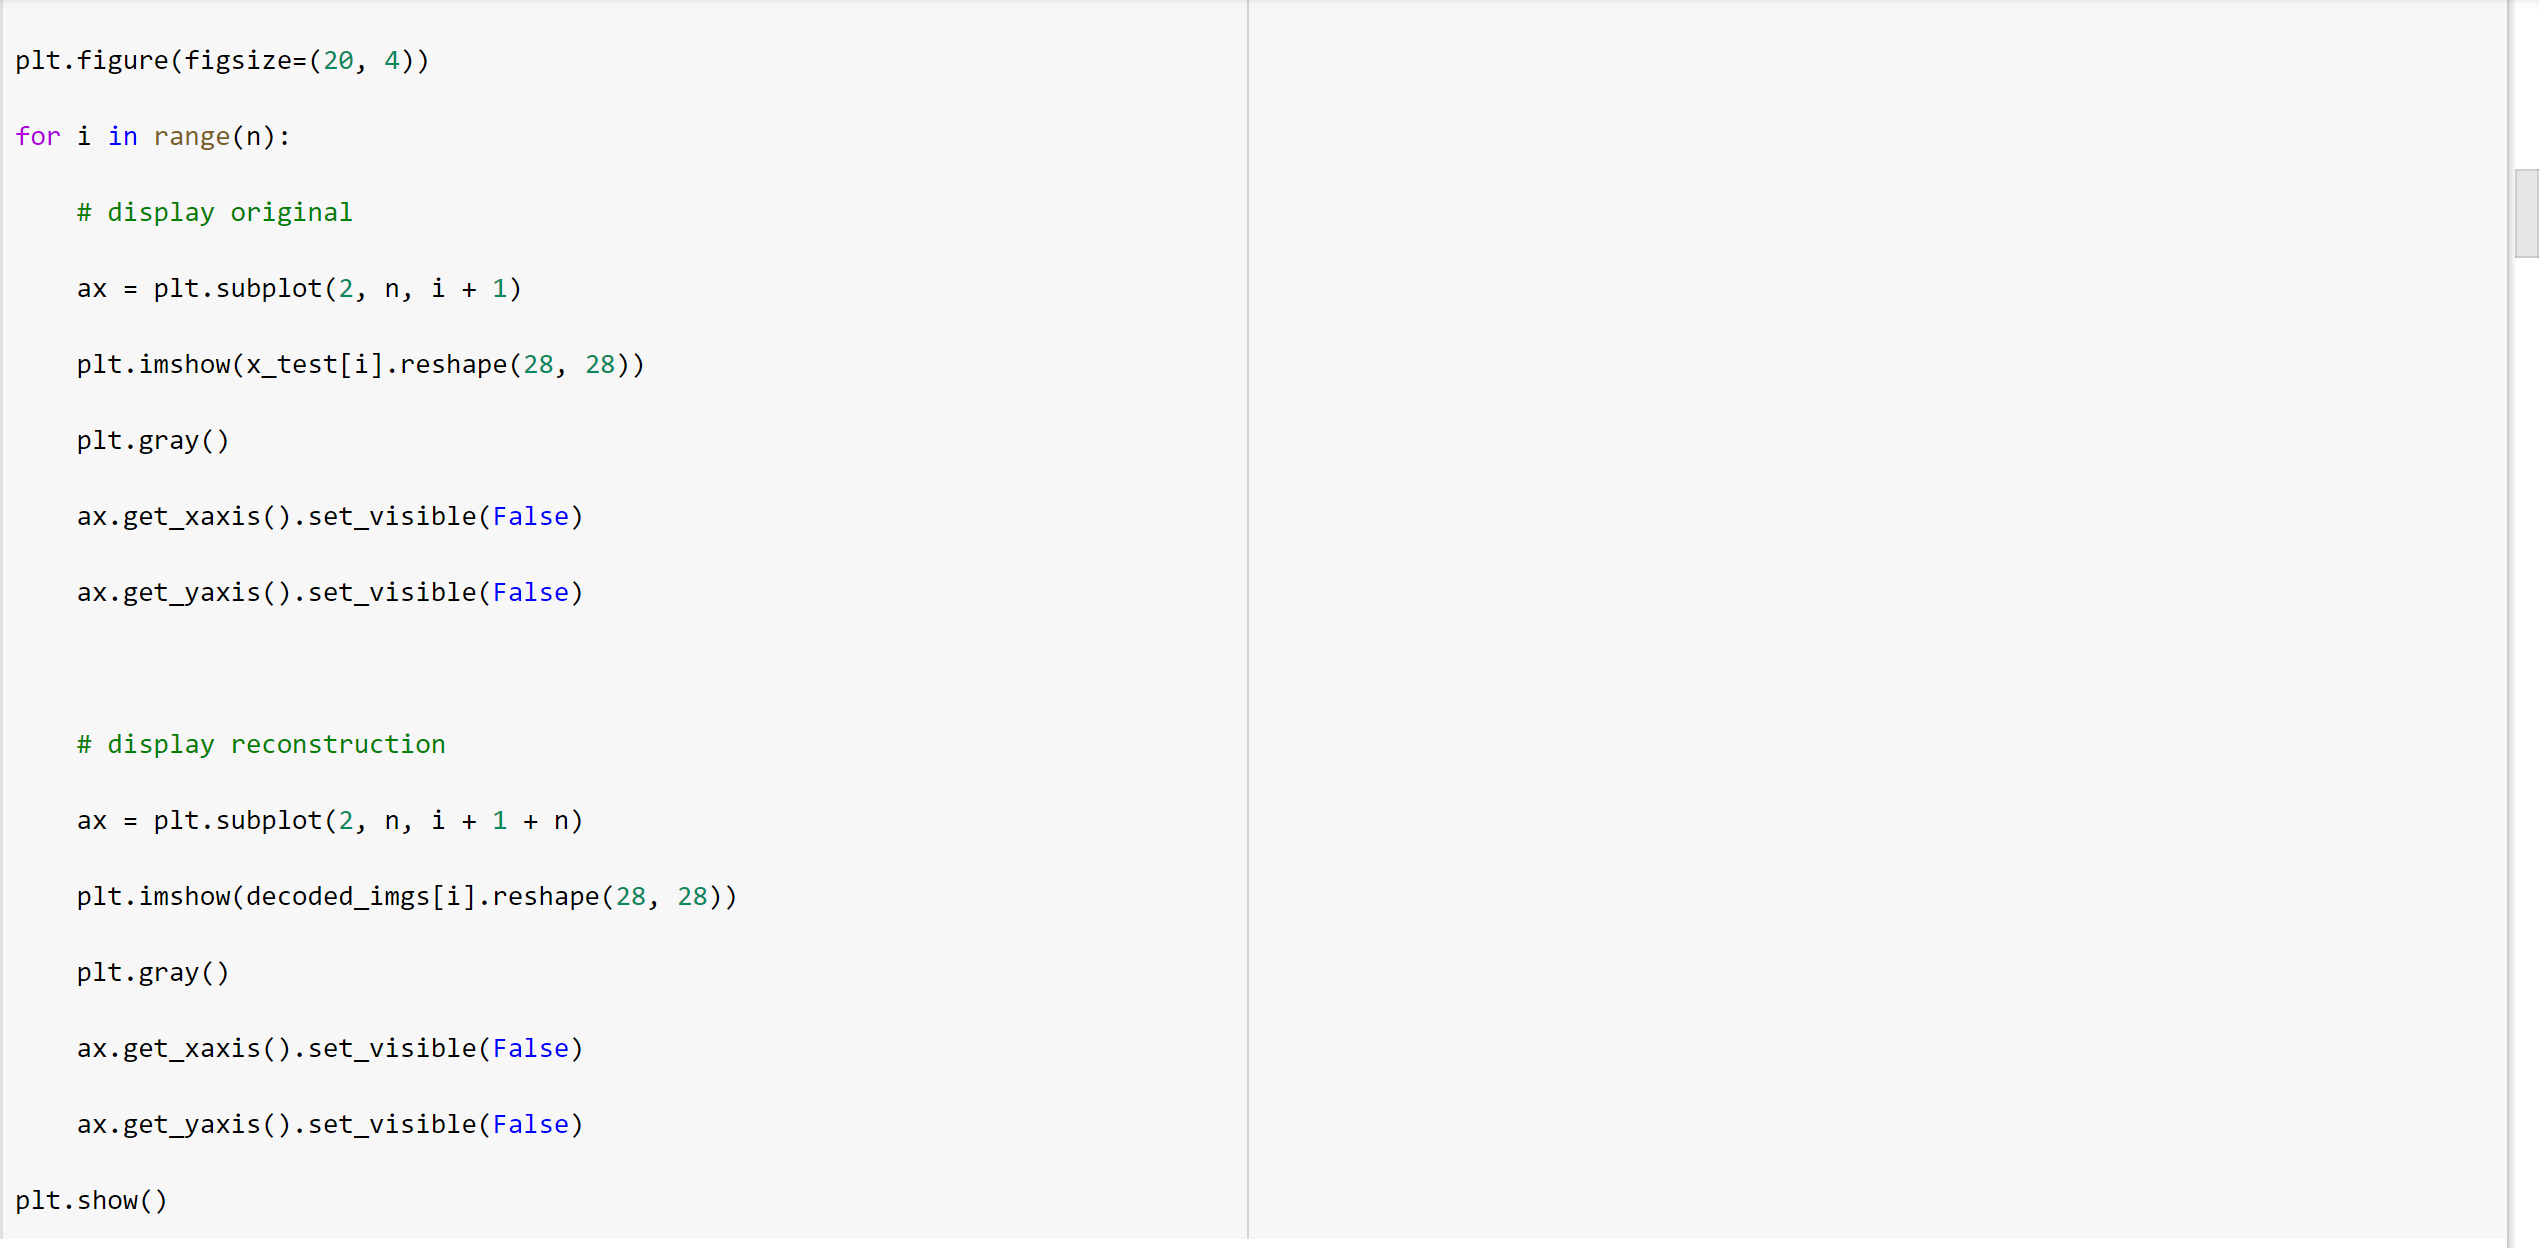 plt.figure(figsize=(20, 4))
for i in range(n):
    # display original
    ax = plt.subplot(2, n, i + 1)
    plt.imshow(x_test[i].reshape(28, 28))
    plt.gray()
    ax.get_xaxis().set_visible(False)
    ax.get_yaxis().set_visible(False)
    # display reconstruction
    ax = plt.subplot(2, n, i + 1 + n)
    plt.imshow(decoded_imgs[i].reshape(28, 28))
    plt.gray()
    ax.get_xaxis().set_visible(False)
    ax.get_yaxis().set_visible(False)
plt.show()